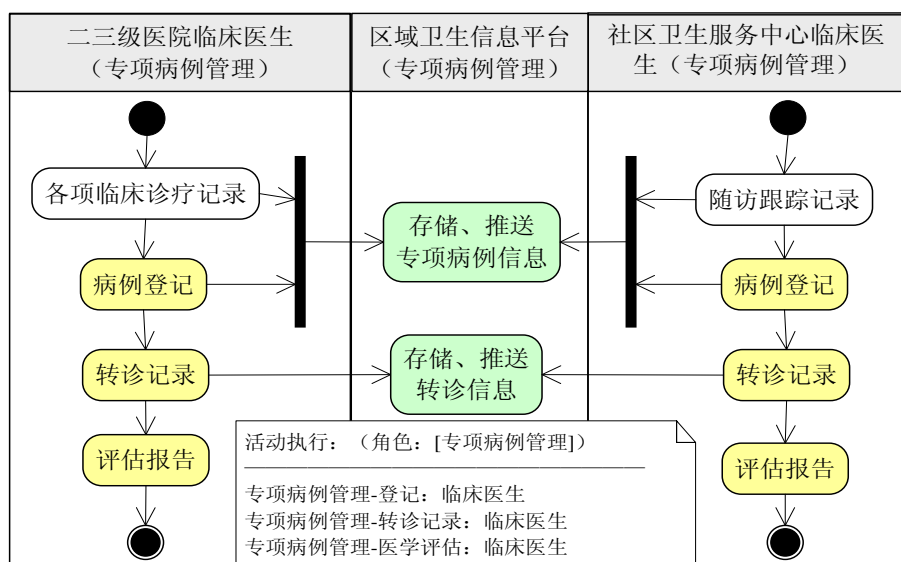 二三级医院临床医生
（专项病例管理）
区域卫生信息平台
（专项病例管理）
社区卫生服务中心临床医
生（专项病例管理）
各项临床诊疗记录
随访跟踪记录
存储、推送
专项病例信息
病例登记
病例登记
存储、推送
转诊信息
转诊记录
转诊记录
评估报告
评估报告
活动执行：（角色：[专项病例管理]）
专项病例管理-登记：临床医生
专项病例管理-转诊记录：临床医生
专项病例管理-医学评估：临床医生